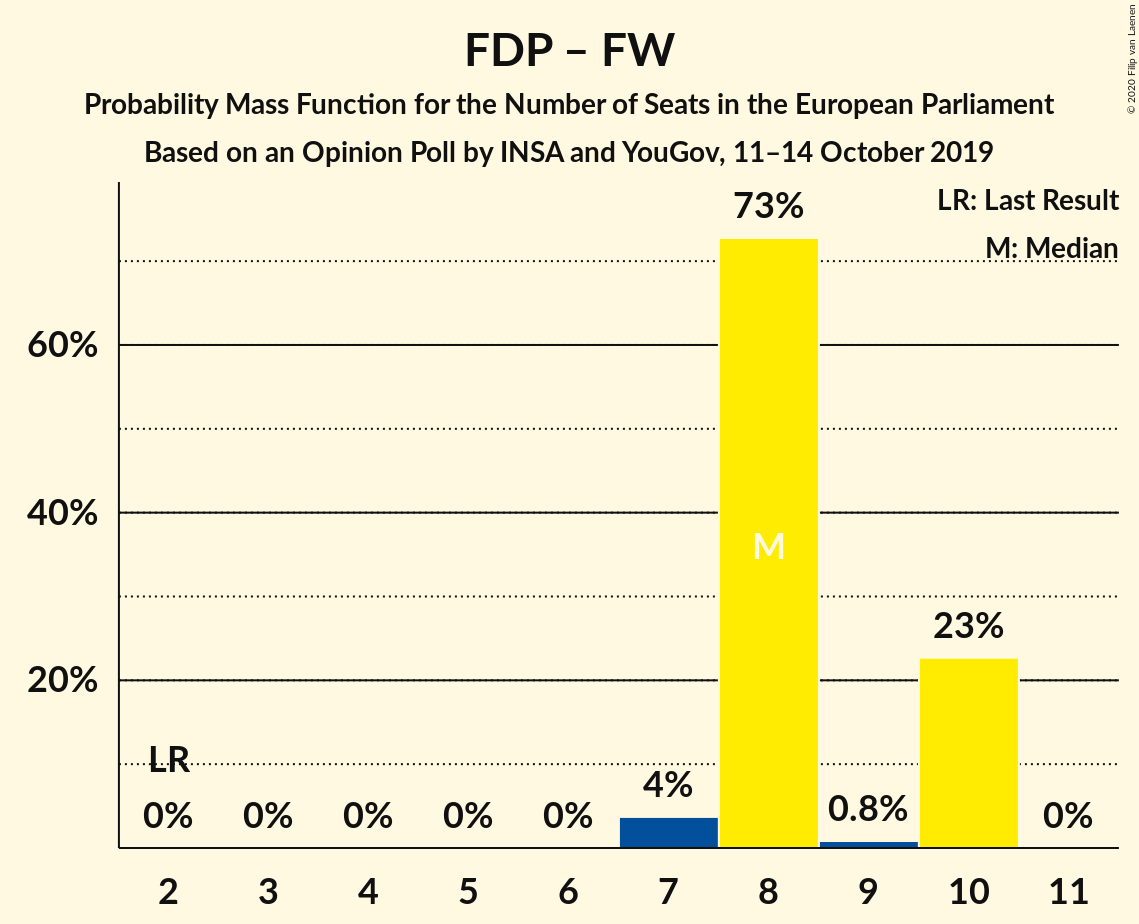 FDP – FW
Probability Mass Function for the Number of Seats in the European Parliament
Based on an Opinion Poll by INSA and YouGov, 11–14 October 2019
© 2020 Filip van Laenen
LR: Last Result
M: Median
73%
60%
40%
M
23%
20%
LR
4%
0.8%
0% 0% 0% 0% 0% 0%
2 3 4 5 6 7 8 9 10 11